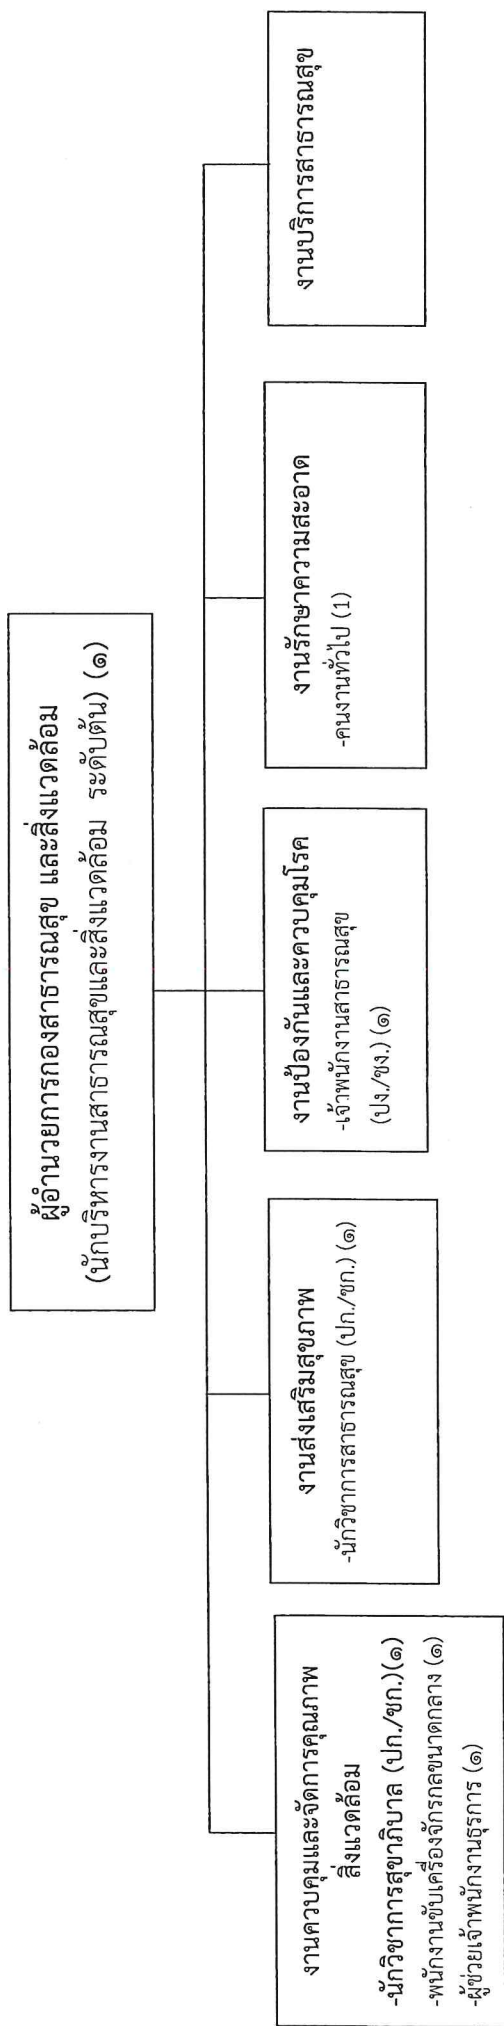 ผู้อำนวยการกองสาธารณสุข และสิ่งแวดล้อม
(นักบริหารงานสาธารณสุขและสิ่งแวดล้อม ระดับต้น) (๑)
งานควบคุมและจัดการคุณภาพ
สิ่งแวดล้อม
-นักวิชาการสุขาภิบาล (ปก./ชก.)(๑)
-พนักงานขับเครื่องจักรกลขนาดกลาง (๑)
-ผู้ช่วยเจ้าพนักงานธุรการ (๑)
งานส่งเสริมสุขภาพ
-นักวิชาการสาธารณสุข (ปก./ชก.) (๑)
งานป้องกันและควบคุมโรค
-เจ้าพนักงานสาธารณสุข
(ปง./ชง.) (๑)
งานรักษาความสะอาด
-คนงานทั่วไป (1)
งานบริการสาธารณสุข